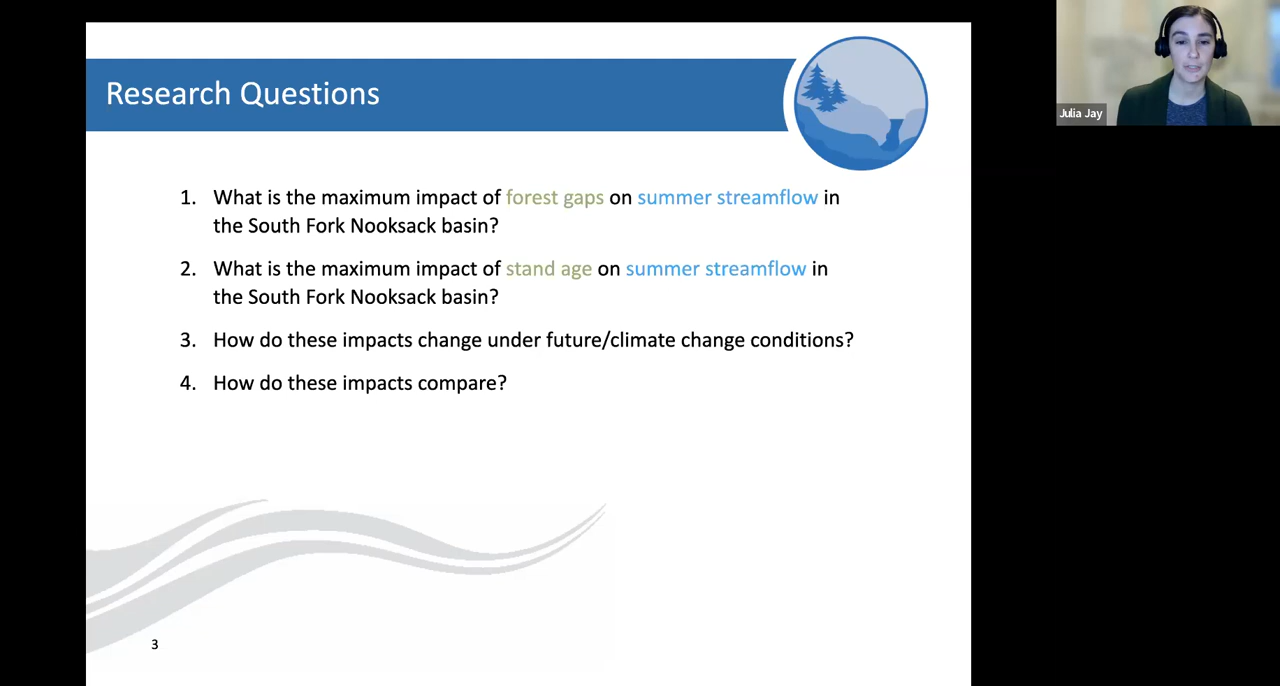 Research Questions
Julia Jay
1. What is the maximum impact of forest gaps on summer streamflow in
the South Fork Nooksack basin?
2. What is the maximum impact of stand age on summer streamflow in
the South Fork Nooksack basin?
3. How do these impacts change under future/climate change conditions?
4. How do these impacts compare?
3